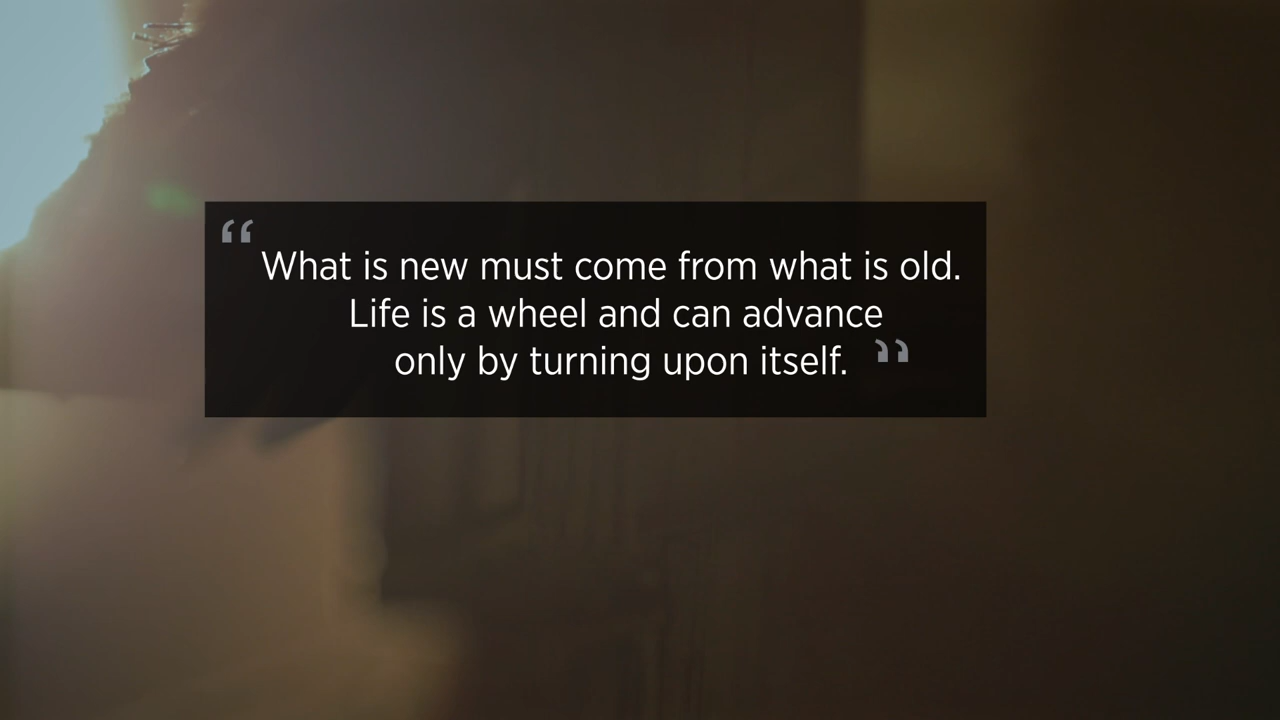 “What is new must come from what is old.
Life is a wheel and can advance
only by turning upon itself.”